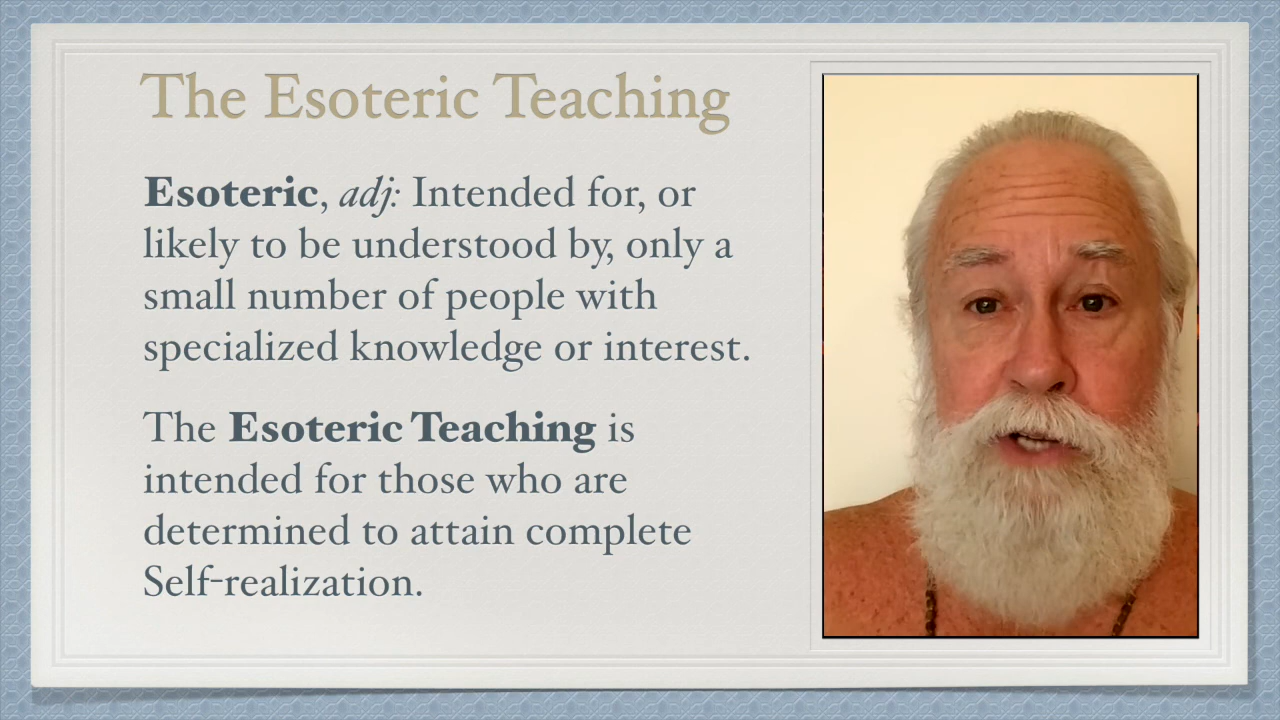 The Esoteric Teaching
Esoteric, adj: Intended for, or
likely to be understood by, only a
small number of people with
specialized knowledge or interest.
The Esoteric Teaching is
intended for those who are
determined to attain complete
Self-realization.